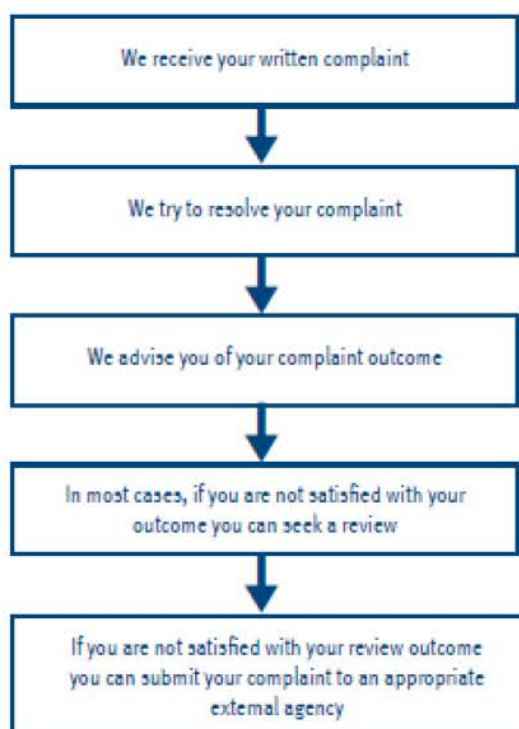 We receive your written complaint
We try to resolve your complaint
We advise you of your complaint outcome
In most cases, if you are not satisfied with your
outcome you can seek a review
If you are not satisfied with your review outcome
you can submit your complaint to an appropriate
external agency